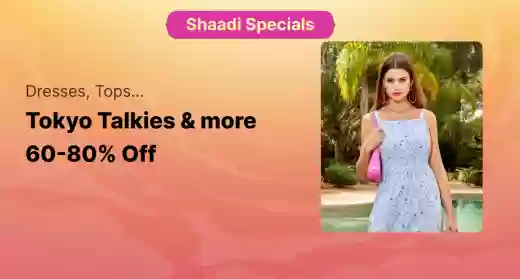 Shaadi Specials
Dresses, Tops...
Tokyo Talkies & more
60-80% Off